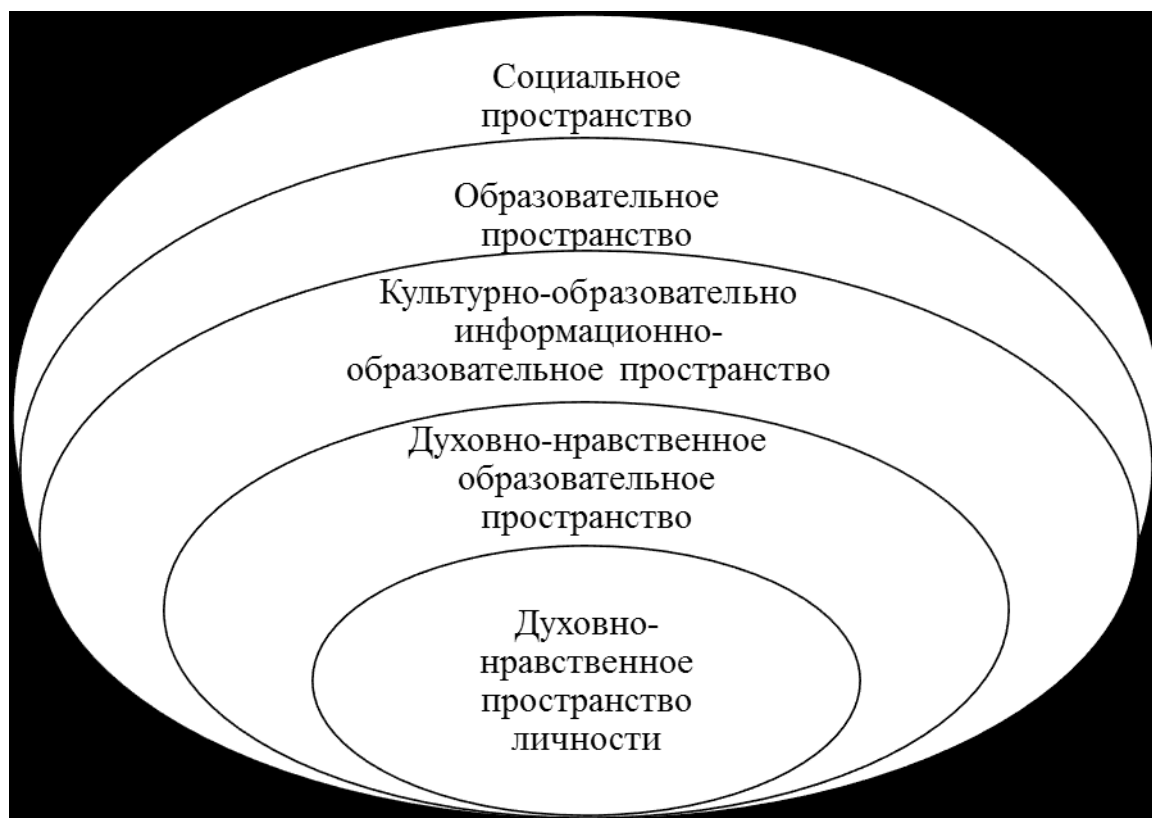 Социальное
пространство
Образовательное
пространство
Культурно-образовательно
информационно-
образовательное пространство
Духовно-нравственное
образовательное
пространство
Духовно-
нравственное
пространство
личности